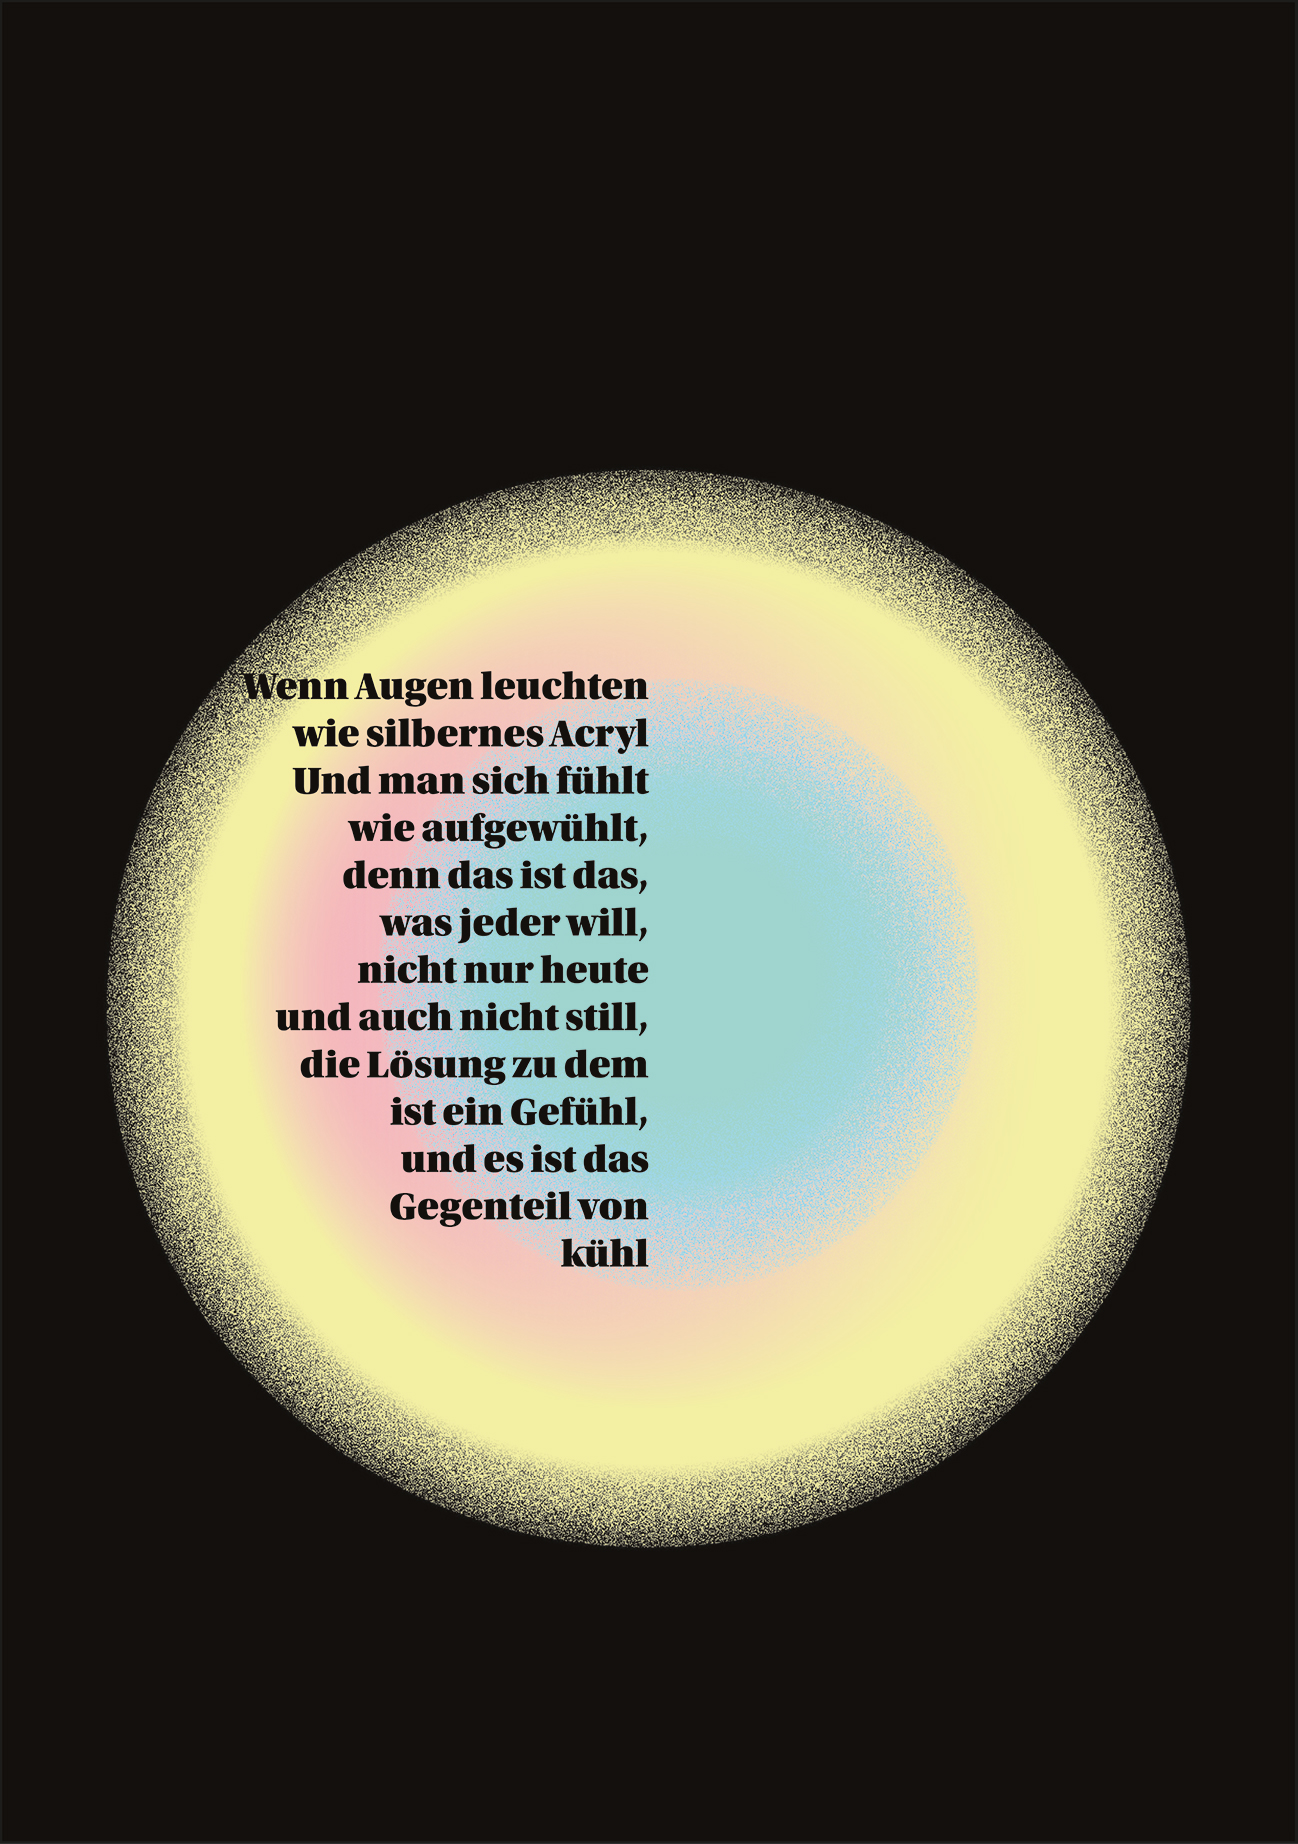 Wenn Augen leuchten
wie silbernes Acryl
Und man sich fühlt
wie aufgewühlt,
denn das ist das,
was jeder will,
nicht nur heute
und auch nicht still,
die Lösung zu dem
ist ein Gefühl,
und es ist das
Gegenteil von
kühl